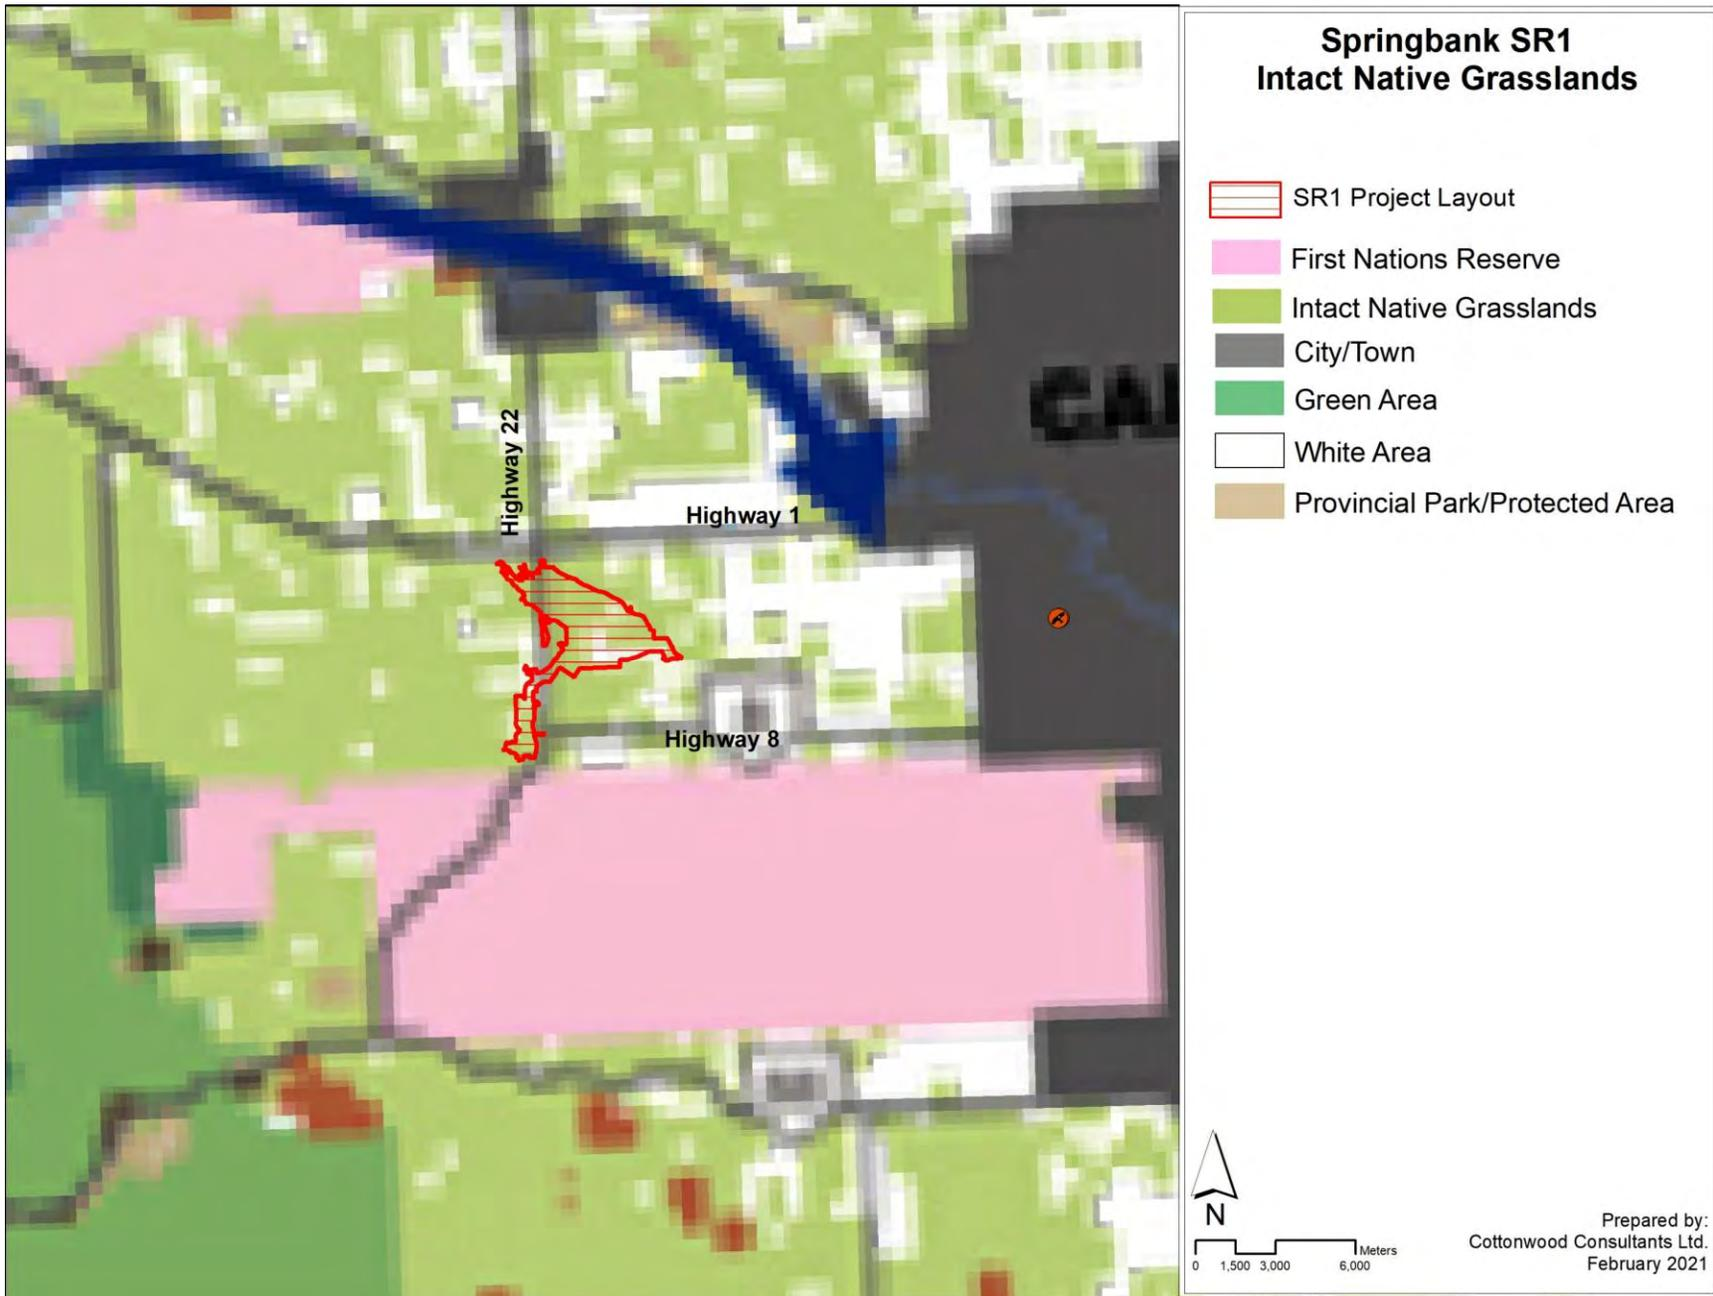 Springbank SR1
Intact Native Grasslands
SR1 Project Layout
First Nations Reserve
Intact Native Grasslands
City/Town
Green Area
White Area
Provincial Park/Protected Area
CAL
Highway 22
Highway 1
Highway 8
N
Meters
0 1,500 3,000 6,000
Prepared by:
Cottonwood Consultants Ltd.
February 2021